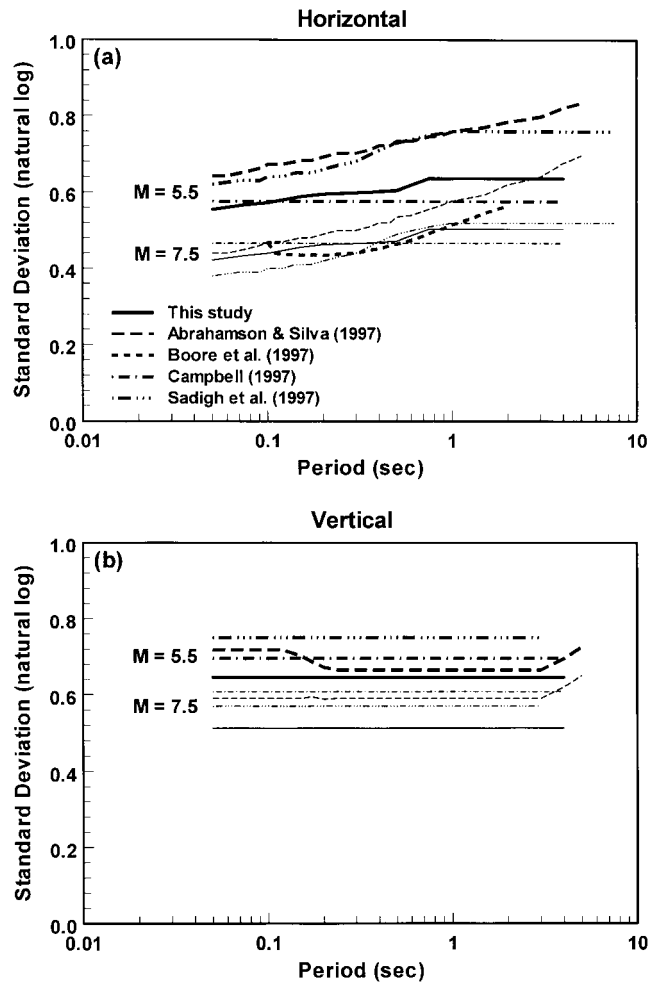 Horizontal
(a)
1.0
0.8
0.6
0.4
0.2
0.0
Standard Deviation (natural log)
M = 5.5
M = 7.5
This study
Abrahamson & Silva (1997)
Boore et al. (1997)
Campbell (1997)
Sadigh et al. (1997)
0.01
0.1
1
10
Period (sec)
Vertical
(b)
1.0
0.8
0.6
0.4
0.2
0.0
Standard Deviation (natural log)
M = 5.5
M = 7.5
0.01
0.1
1
10
Period (sec)